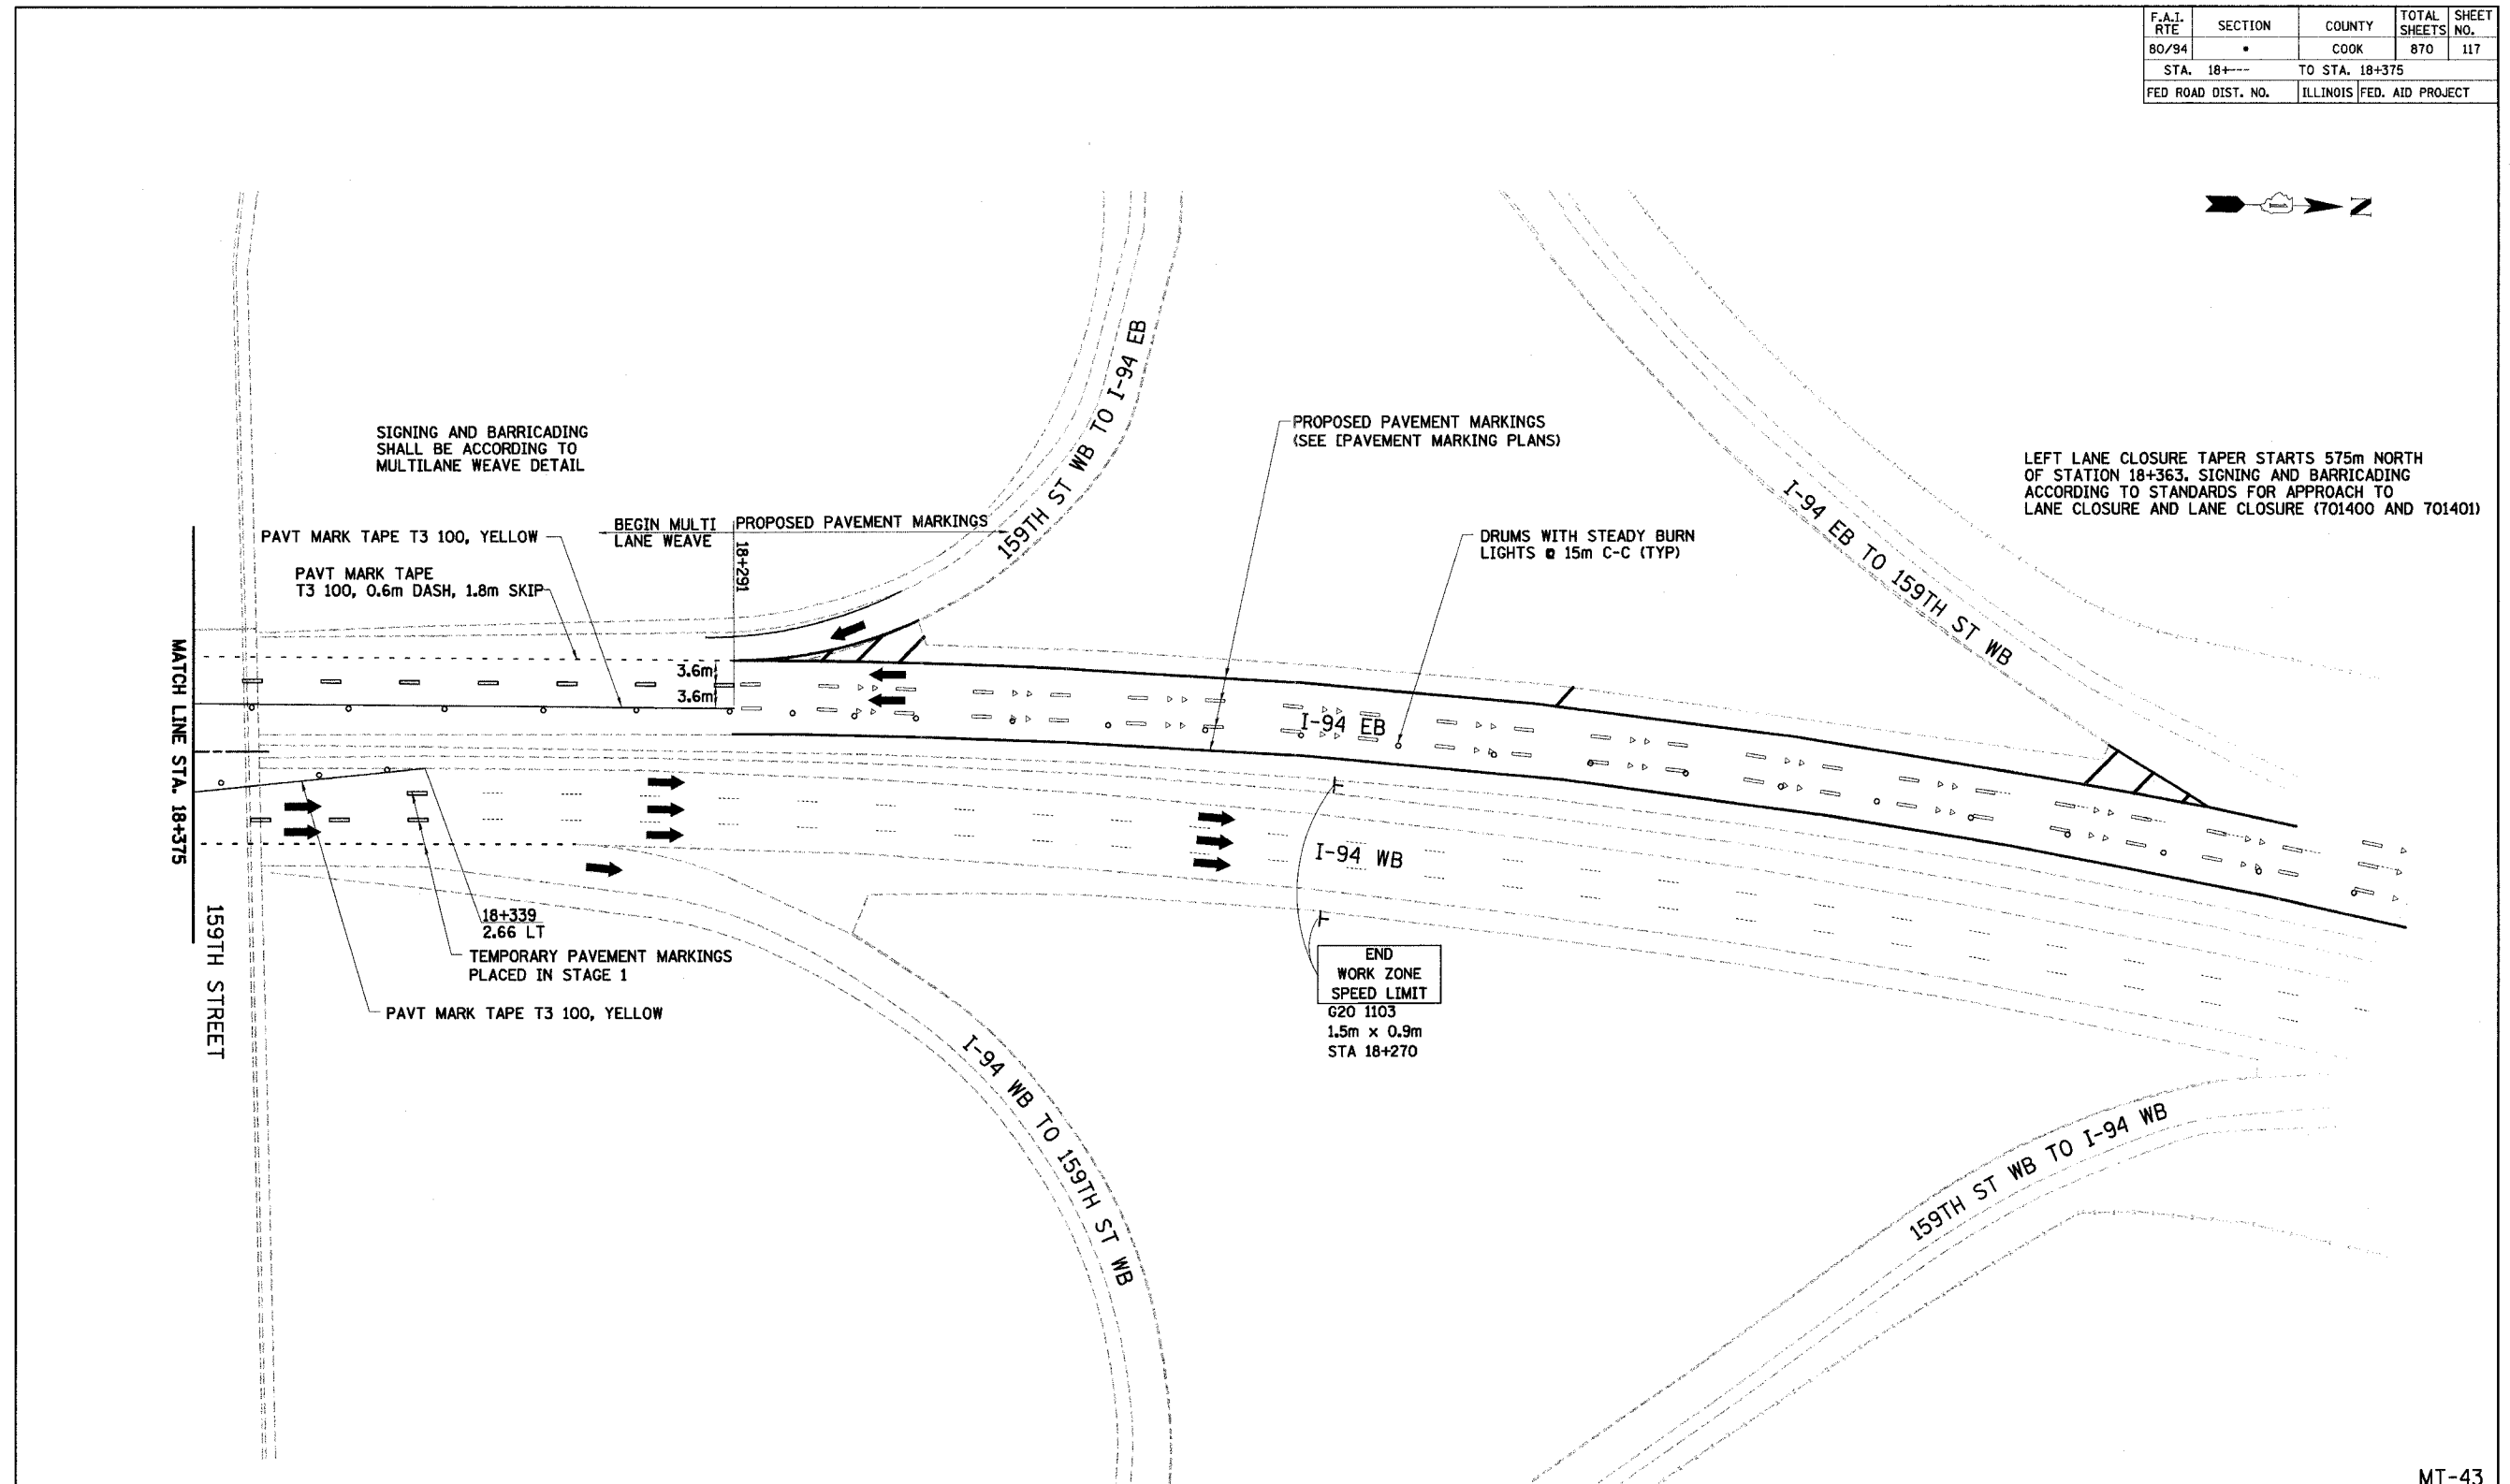 F.A.I. RTE SECTION COUNTY TOTAL SHEETS SHEET NO.
80/94 • COOK 870 117
STA. 18+--- TO STA. 18+375
FED ROAD DIST. NO. ILLINOIS FED. AID PROJECT
N
SIGNING AND BARRICADING
SHALL BE ACCORDING TO
MULTILANE WEAVE DETAIL
PAVT MARK TAPE T3 100, YELLOW
PAVT MARK TAPE
T3 100, 0.6m DASH, 1.8m SKIP
BEGIN MULTI
LANE WEAVE
PROPOSED PAVEMENT MARKINGS
18+291
159TH ST WB TO I-94 EB
PROPOSED PAVEMENT MARKINGS
(SEE [PAVEMENT MARKING PLANS)
DRUMS WITH STEADY BURN
LIGHTS @ 15m C-C (TYP)
I-94 EB TO 159TH ST WB
LEFT LANE CLOSURE TAPER STARTS 575m NORTH
OF STATION 18+363. SIGNING AND BARRICADING
ACCORDING TO STANDARDS FOR APPROACH TO
LANE CLOSURE AND LANE CLOSURE (701400 AND 701401)
MATCH LINE STA. 18+375
3.6m
3.6m
I-94 EB
I-94 WB
159TH STREET
18+339
2.66 LT
TEMPORARY PAVEMENT MARKINGS
PLACED IN STAGE 1
PAVT MARK TAPE T3 100, YELLOW
END
WORK ZONE
SPEED LIMIT
G20 1103
1.5m x 0.9m
STA 18+270
I-94 WB TO 159TH ST WB
159TH ST WB TO I-94 WB
MT-43